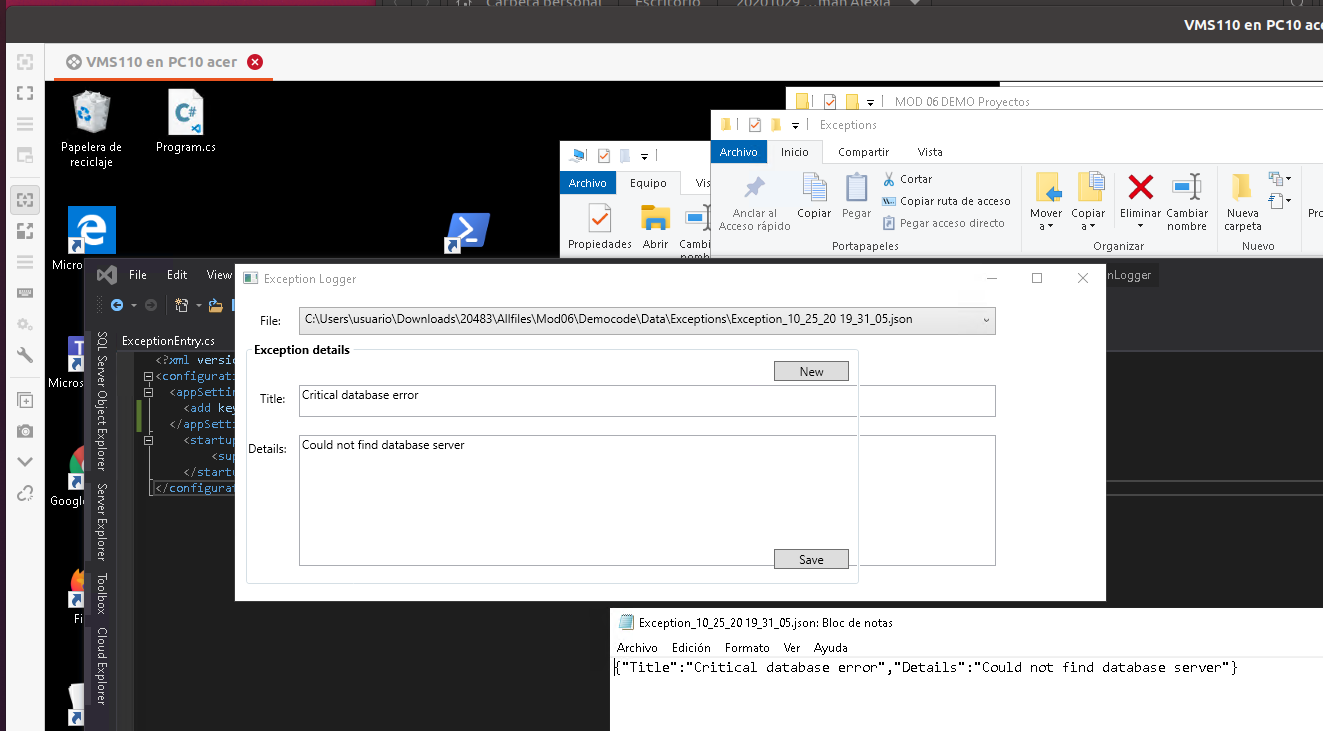 Carpeta personal
Escritorio
20201029 ...man Alexia
VMS110 en PC10 ace
VMS110 en PC10 acer
Papelera de
reciclaje
Program.cs
MOD 06 DEMO Proyectos
Exceptions
Archivo Inicio Compartir Vista
Archivo Equipo Vis
Propiedades Abrir Cambi
nomb
Anclar al
Acceso rápido
Copiar
Pegar
Cortar
Copiar ruta de acceso
Pegar acceso directo
Portapapeles
Mover
a
Copiar
a
Eliminar
Cambiar
nombre
Organizar
Nueva
carpeta
Nuevo
Pro
Micro
Micros
Google
Fi
File Edit View
nLogger
SQL Server Object Explorer
Server Explorer
Toolbox
Cloud Explorer
ExceptionEntry.cs
<?xml versio
<configurati
<appSettin
<add key
</appSetti
<startup
<sup
</startu
</configurat
Exception Logger
File: C:\Users\usuario\Downloads\20483\Allfiles\Mod06\Democode\Data\Exceptions\Exception_10_25_20 19_31_05.json
Exception details
New
Title: Critical database error
Details: Could not find database server
Save
Exception_10_25_20 19_31_05.json: Bloc de notas
Archivo Edición Formato Ver Ayuda
{"Title":"Critical database error","Details":"Could not find database server"}